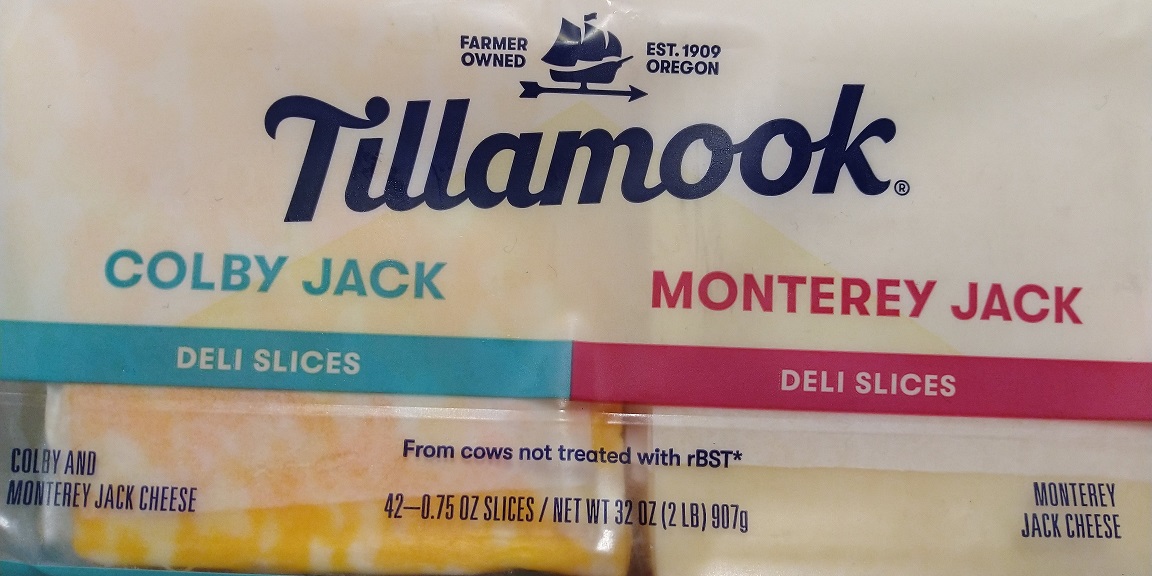 FARMER
OWNED
EST. 1909
OREGON
Tillamook®
COLBY JACK
MONTEREY JACK
DELI SLICES
DELI SLICES
From cows not treated with rBST*
COLBY AND
MONTEREY JACK CHEESE
42—0.75 OZ SLICES / NET WT 32 OZ (2 LB) 907g
MONTEREY
JACK CHEESE